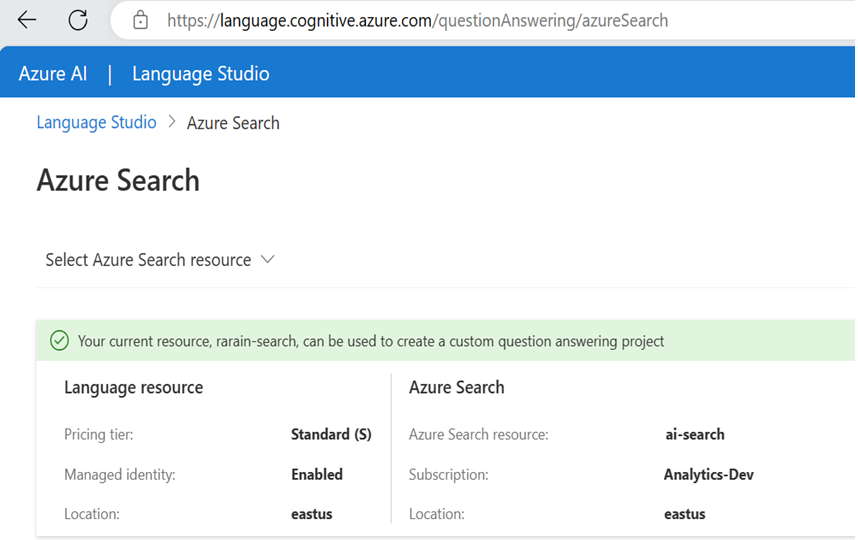 https://language.cognitive.azure.com/questionAnswering/azureSearch
Azure AI | Language Studio
Language Studio > Azure Search
Azure Search
Select Azure Search resource
Your current resource, rarain-search, can be used to create a custom question answering project
Language resource Azure Search
Pricing tier: Standard (S) Azure Search resource: ai-search
Managed identity: Enabled Subscription: Analytics-Dev
Location: eastus Location: eastus